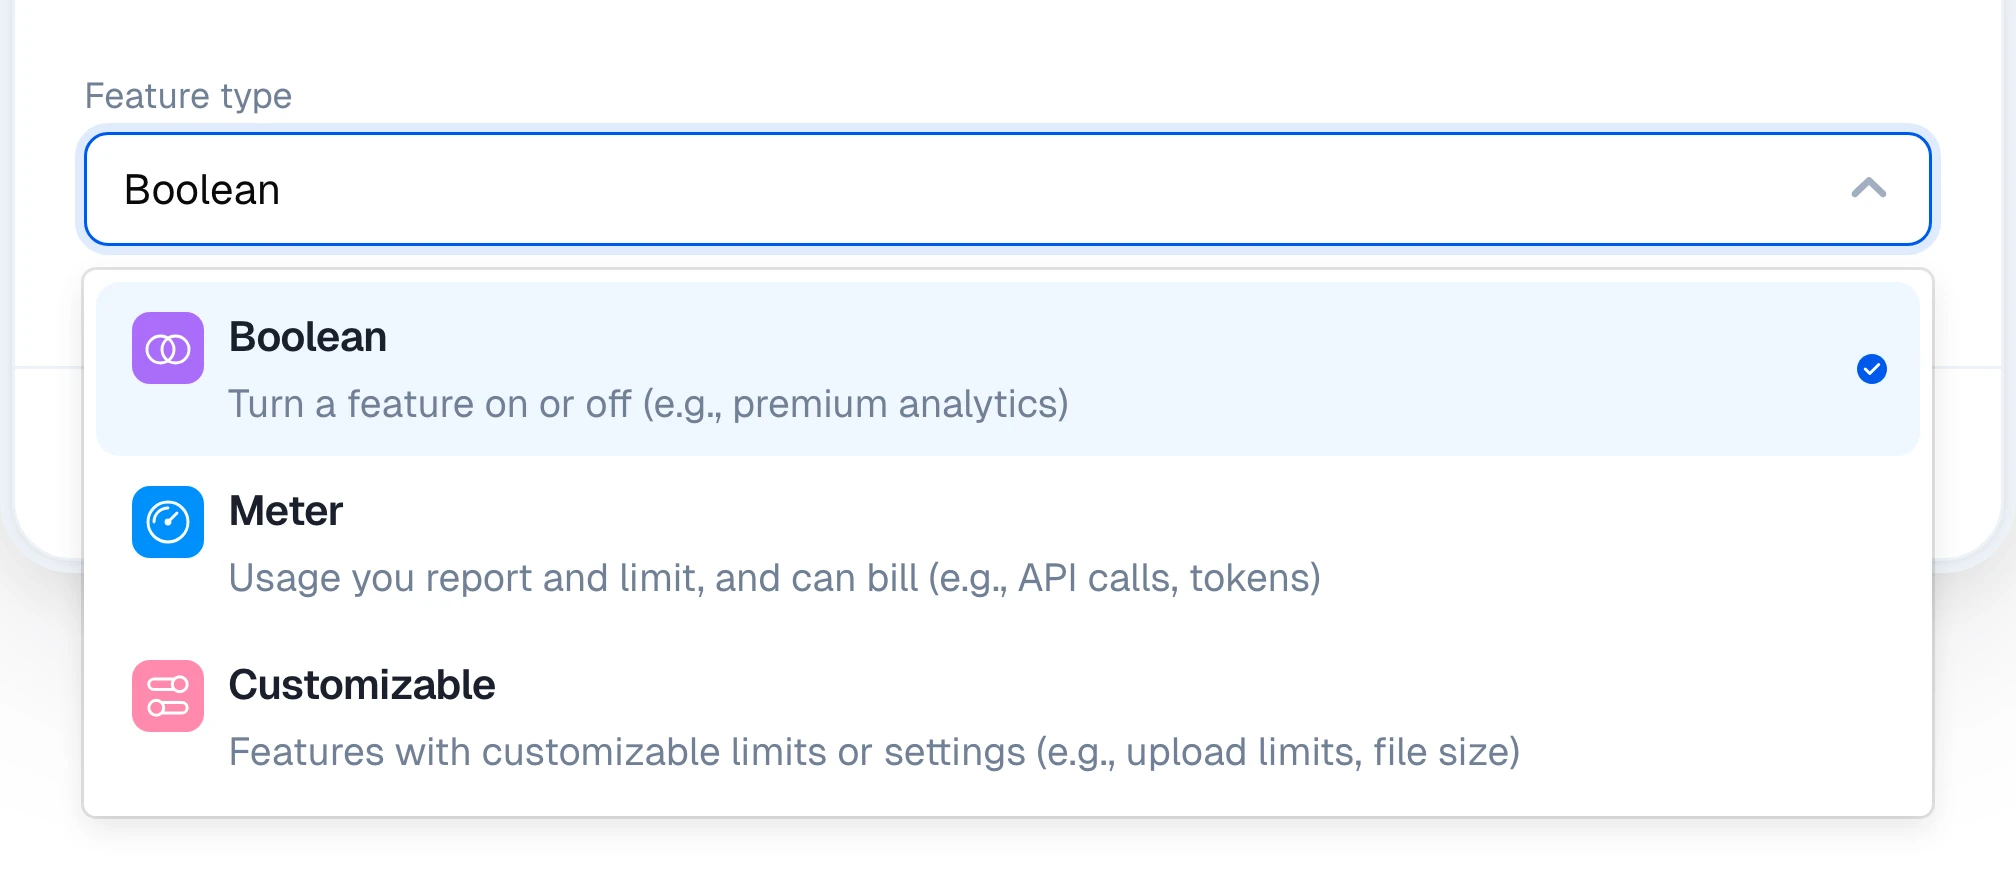 Feature type
Boolean
Boolean
Turn a feature on or off (e.g., premium analytics)
Meter
Usage you report and limit, and can bill (e.g., API calls, tokens)
Customizable
Features with customizable limits or settings (e.g., upload limits, file size)